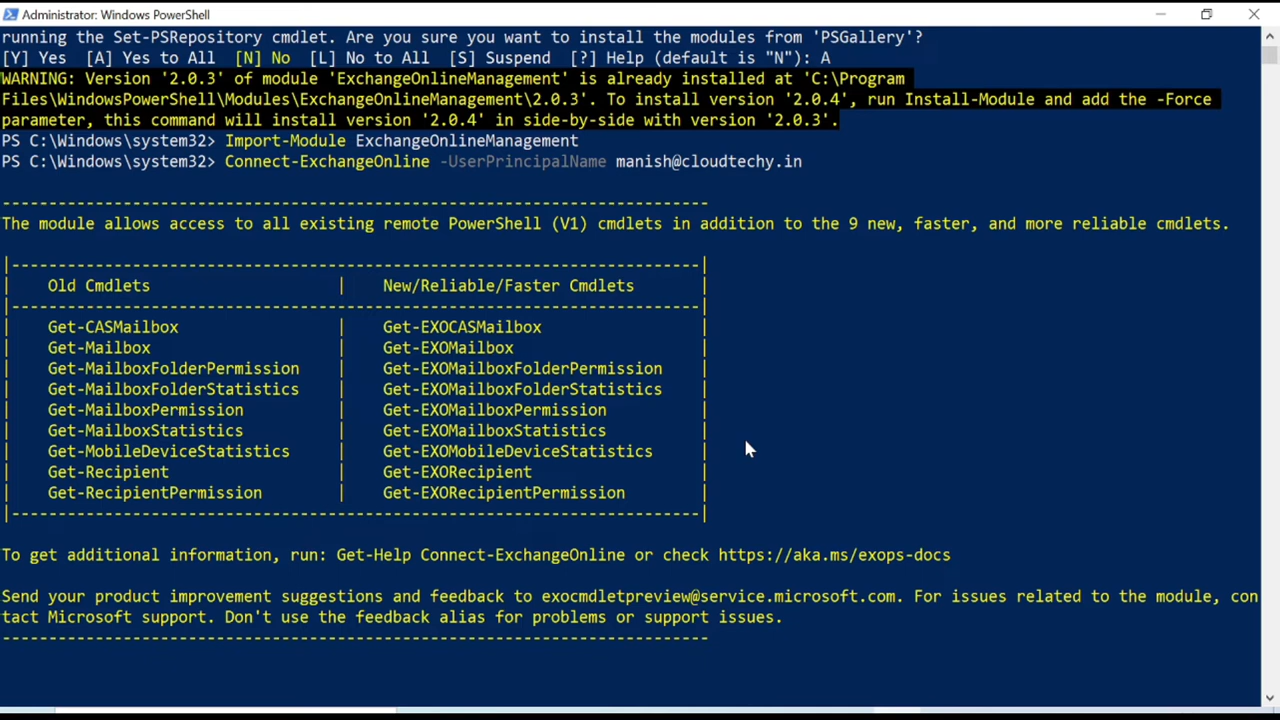 Administrator: Windows PowerShell
running the Set-PSRepository cmdlet. Are you sure you want to install the modules from 'PSGallery'?
[Y] Yes  [A] Yes to All  [N] No  [L] No to All  [S] Suspend  [?] Help (default is "N"): A
WARNING: Version '2.0.3' of module 'ExchangeOnlineManagement' is already installed at 'C:\Program
Files\WindowsPowerShell\Modules\ExchangeOnlineManagement\2.0.3'. To install version '2.0.4', run Install-Module and add the -Force
parameter, this command will install version '2.0.4' in side-by-side with version '2.0.3'.
PS C:\Windows\system32> Import-Module ExchangeOnlineManagement
PS C:\Windows\system32> Connect-ExchangeOnline -UserPrincipalName manish@cloudtechy.in
----------------------------------------------------------------------------
The module allows access to all existing remote PowerShell (V1) cmdlets in addition to the 9 new, faster, and more reliable cmdlets.
|--------------------------------------------------------------------------|
|    Old Cmdlets                    |    New/Reliable/Faster Cmdlets       |
|--------------------------------------------------------------------------|
|    Get-CASMailbox                 |    Get-EXOCASMailbox                 |
|    Get-Mailbox                    |    Get-EXOMailbox                    |
|    Get-MailboxFolderPermission    |    Get-EXOMailboxFolderPermission    |
|    Get-MailboxFolderStatistics    |    Get-EXOMailboxFolderStatistics    |
|    Get-MailboxPermission          |    Get-EXOMailboxPermission          |
|    Get-MailboxStatistics          |    Get-EXOMailboxStatistics          |
|    Get-MobileDeviceStatistics     |    Get-EXOMobileDeviceStatistics     |
|    Get-Recipient                  |    Get-EXORecipient                  |
|    Get-RecipientPermission        |    Get-EXORecipientPermission        |
|--------------------------------------------------------------------------|
To get additional information, run: Get-Help Connect-ExchangeOnline or check https://aka.ms/exops-docs
Send your product improvement suggestions and feedback to exocmdletpreview@service.microsoft.com. For issues related to the module, con
tact Microsoft support. Don't use the feedback alias for problems or support issues.
----------------------------------------------------------------------------